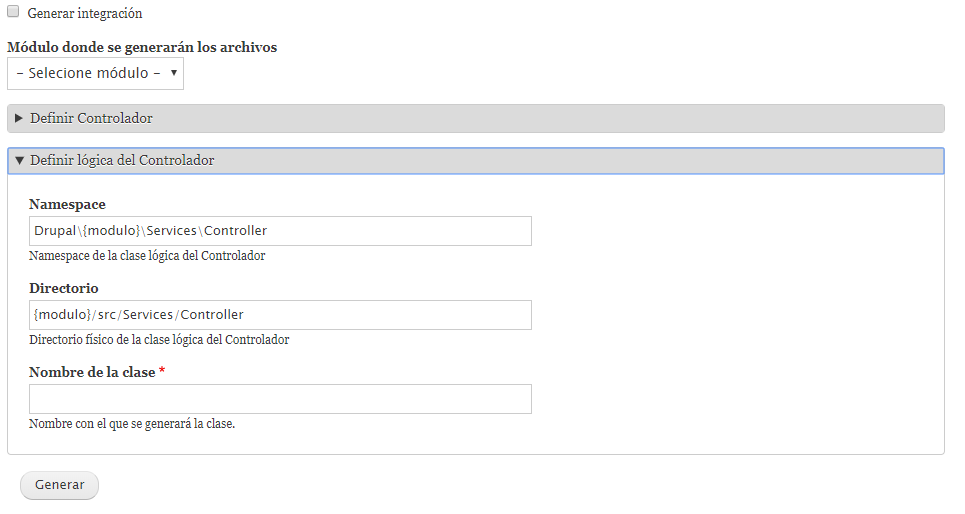 Generar integración
Módulo donde se generarán los archivos
- Selecione módulo -
Definir Controlador
Definir lógica del Controlador
Namespace
Drupal\{modulo}\Services\Controller
Namespace de la clase lógica del Controlador
Directorio
{modulo}/src/Services/Controller
Directorio físico de la clase lógica del Controlador
Nombre de la clase *
Nombre con el que se generará la clase.
Generar